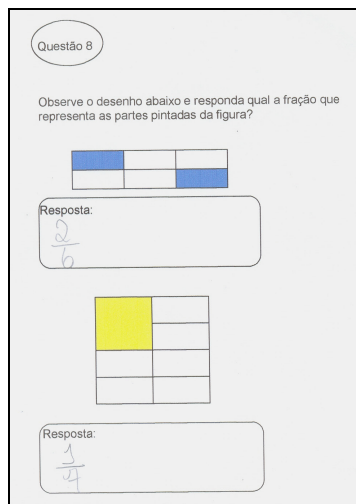 Questão 8
Observe o desenho abaixo e responda qual a fração que
representa as partes pintadas da figura?
Resposta:
2
6
Resposta:
1
4